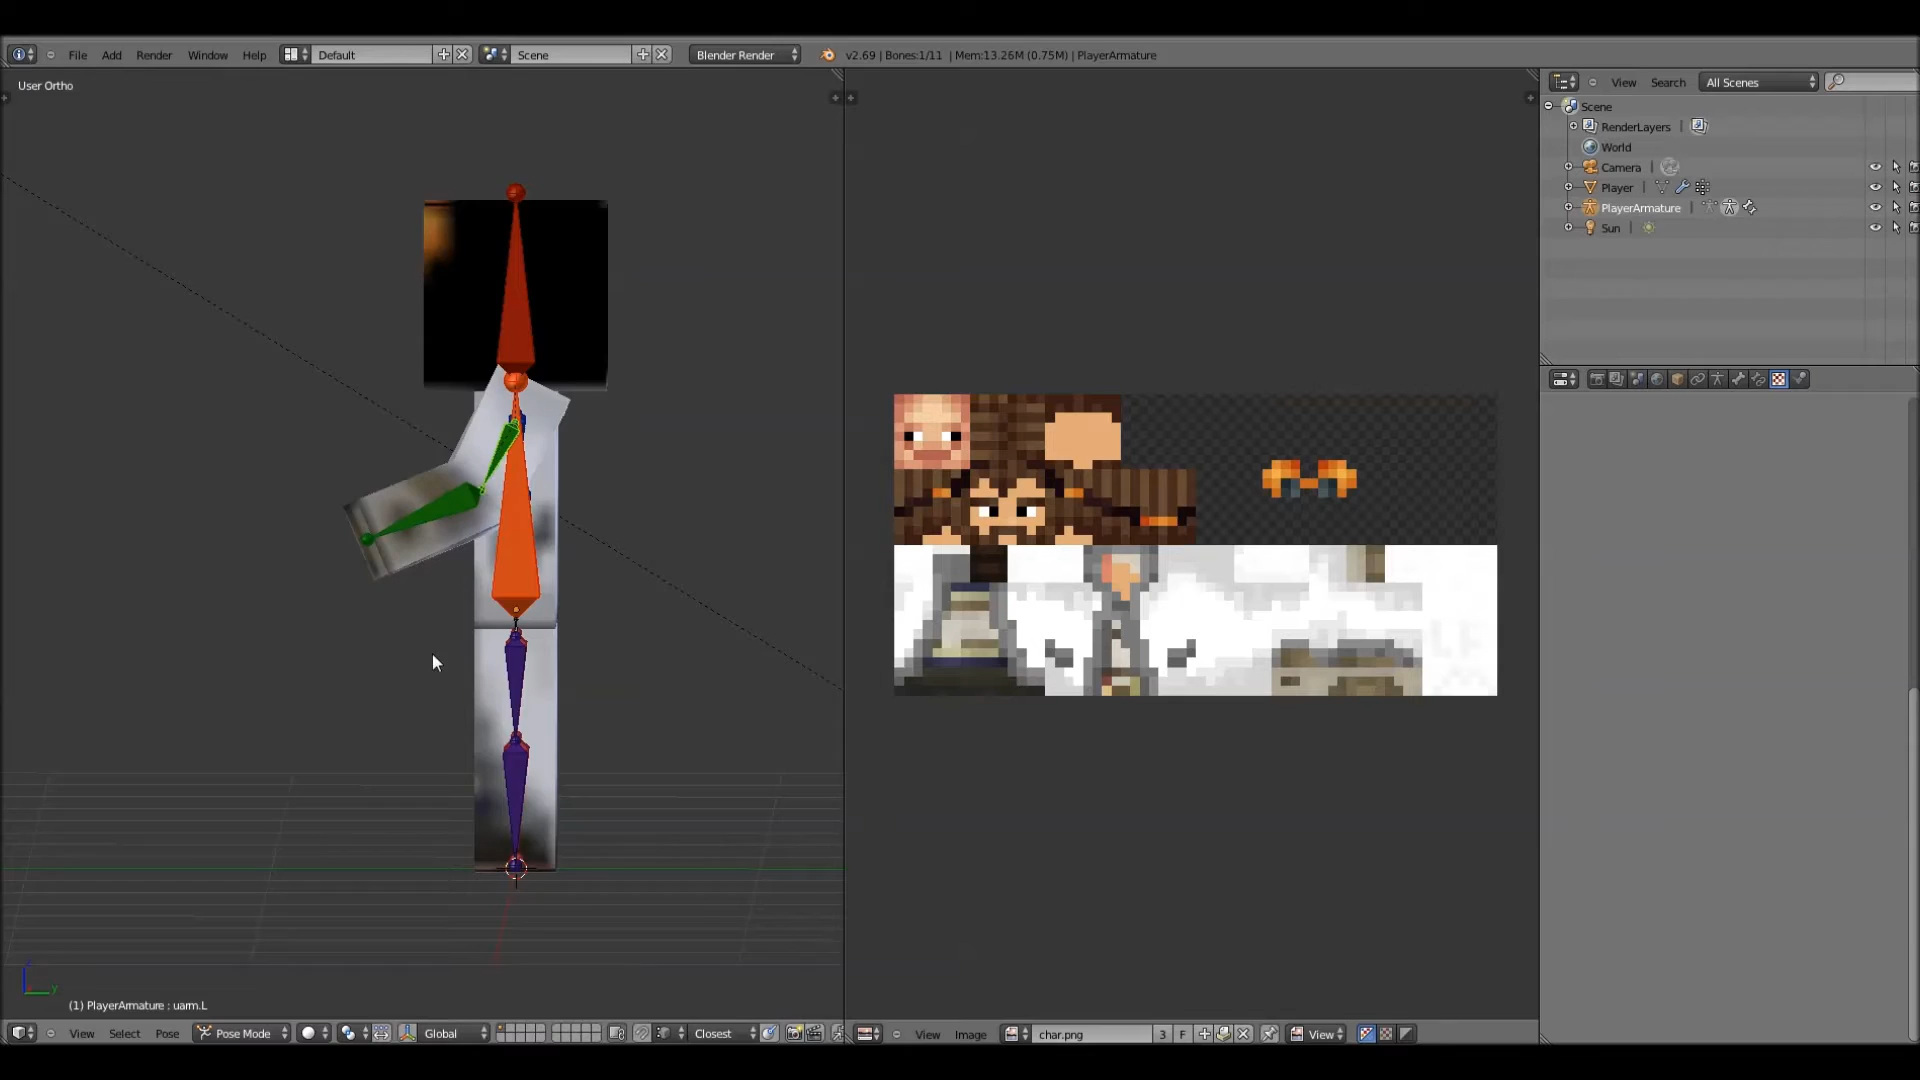 File Add Render Window Help Default Scene Blender Render v2.69 | Bones:1/11 | Mem:13.26M (0.75M) | PlayerArmature
User Ortho
View Search All Scenes
Scene
RenderLayers
World
Camera
Player
PlayerArmature
Sun
(1) PlayerArmature : uarm.L
View Select Pose Pose Mode Global Closest
View Image char.png 3 F View